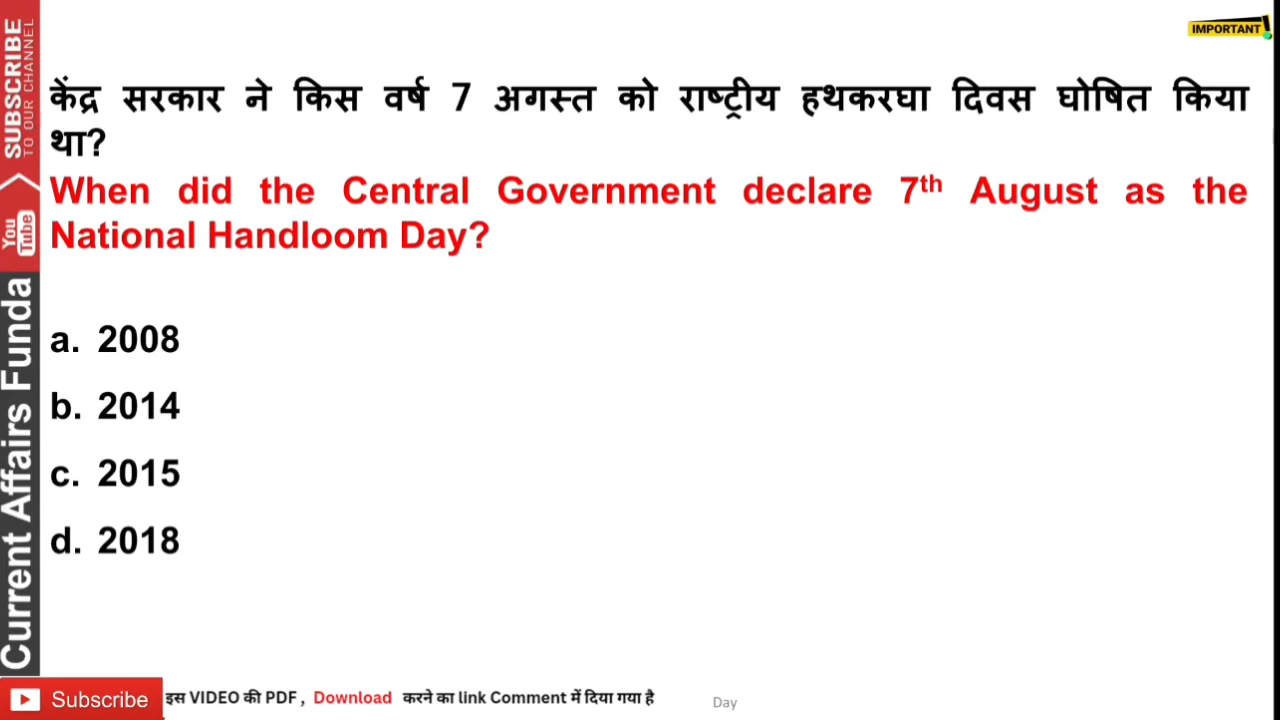 IMPORTANT!
केंद्र सरकार ने किस वर्ष 7 अगस्त को राष्ट्रीय हथकरघा दिवस घोषित किया
था?
When did the Central Government declare 7th August as the
National Handloom Day?
a. 2008
b. 2014
c. 2015
d. 2018
SUBSCRIBE
TO OUR CHANNEL
YouTube
Current Affairs Funda
Subscribe
इस VIDEO की PDF , Download करने का link Comment में दिया गया है
Day